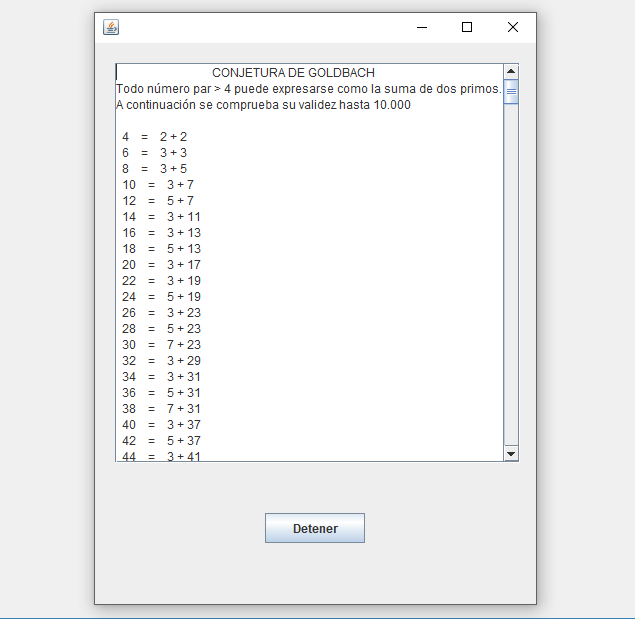 CONJETURA DE GOLDBACH
Todo número par > 4 puede expresarse como la suma de dos primos.
A continuación se comprueba su validez hasta 10.000
4 = 2 + 2
6 = 3 + 3
8 = 3 + 5
10 = 3 + 7
12 = 5 + 7
14 = 3 + 11
16 = 3 + 13
18 = 5 + 13
20 = 3 + 17
22 = 3 + 19
24 = 5 + 19
26 = 3 + 23
28 = 5 + 23
30 = 7 + 23
32 = 3 + 29
34 = 3 + 31
36 = 5 + 31
38 = 7 + 31
40 = 3 + 37
42 = 5 + 37
44 = 3 + 41
Detener